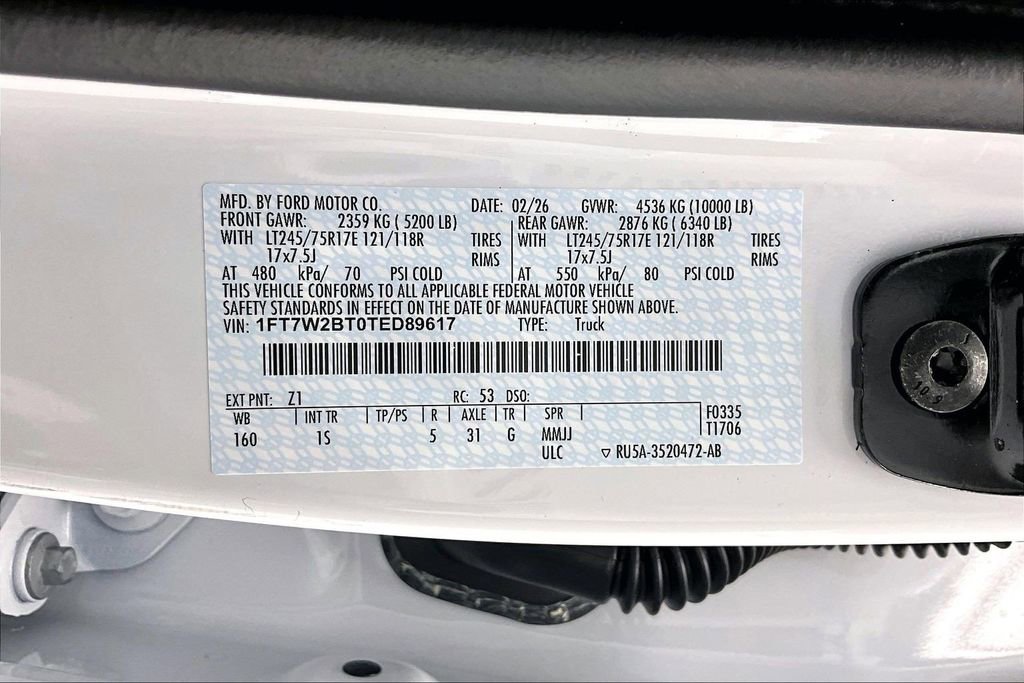 MFD. BY FORD MOTOR CO. DATE: 02/26 GVWR: 4536 KG (10000 LB)
FRONT GAWR: 2359 KG ( 5200 LB) REAR GAWR: 2876 KG ( 6340 LB)
WITH LT245/75R17E 121/118R TIRES WITH LT245/75R17E 121/118R TIRES
17x7.5J RIMS 17x7.5J RIMS
AT 480 kPa/ 70 PSI COLD AT 550 kPa/ 80 PSI COLD
THIS VEHICLE CONFORMS TO ALL APPLICABLE FEDERAL MOTOR VEHICLE
SAFETY STANDARDS IN EFFECT ON THE DATE OF MANUFACTURE SHOWN ABOVE.
VIN: 1FT7W2BT0TED89617 TYPE: Truck
EXT PNT: Z1 RC: 53 DSO:
WB INT TR TP/PS R AXLE TR SPR F0335
160 1S 5 31 G MMJJ T1706
ULC ▽ RU5A-3520472-AB
10.9